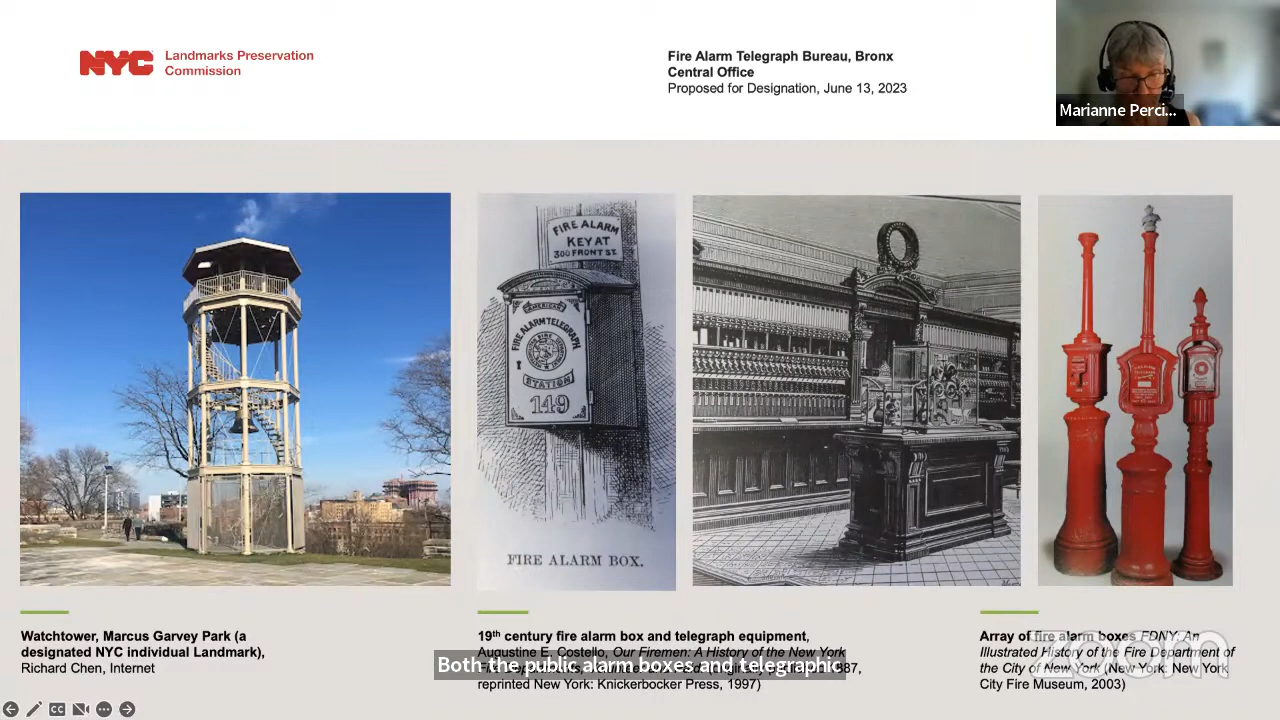 NYC Landmarks Preservation
Commission
Fire Alarm Telegraph Bureau, Bronx
Central Office
Proposed for Designation, June 13, 2023
Marianne Perci...
FIRE ALARM
KEY AT
300 FRONT ST.
AMERICAN
FIRE ALARM TELEGRAPH
STATION
149
FIRE ALARM BOX.
Watchtower, Marcus Garvey Park (a
designated NYC individual Landmark),
Richard Chen, Internet
19th century fire alarm box and telegraph equipment,
Augustine E. Costello, Our Firemen: A History of the New York
887,
reprinted New York: Knickerbocker Press, 1997)
Both the public alarm boxes and telegraphic
Array of fire alarm boxes FDNY: An
Illustrated History of the Fire Department of
the City of New York (New York: New York
City Fire Museum, 2003)
zoom
CC